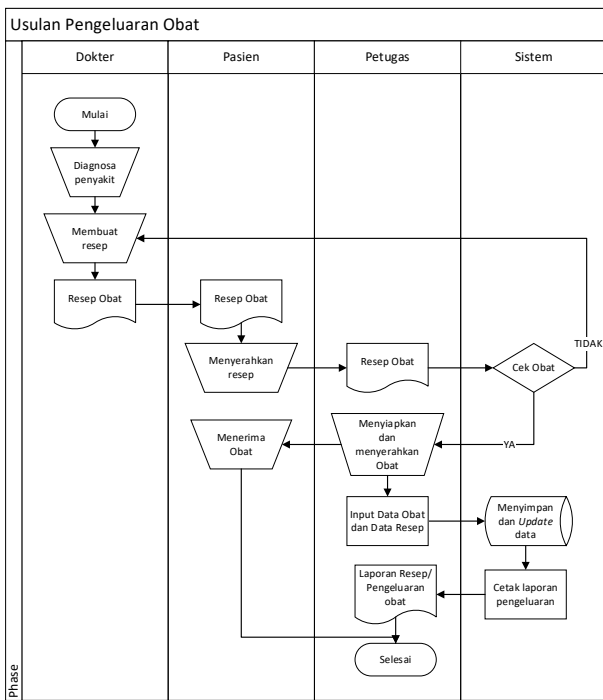 Usulan Pengeluaran Obat
Dokter
Pasien
Petugas
Sistem
Mulai
Diagnosa
penyakit
Membuat
resep
Resep Obat
Resep Obat
Menyerahkan
resep
Resep Obat
Cek Obat
TIDAK
YA
Menerima
Obat
Menyiapkan
dan
menyerahkan
Obat
Input Data Obat
dan Data Resep
Menyimpan
dan Update
data
Laporan Resep/
Pengeluaran
obat
Cetak laporan
pengeluaran
Selesai
Phase